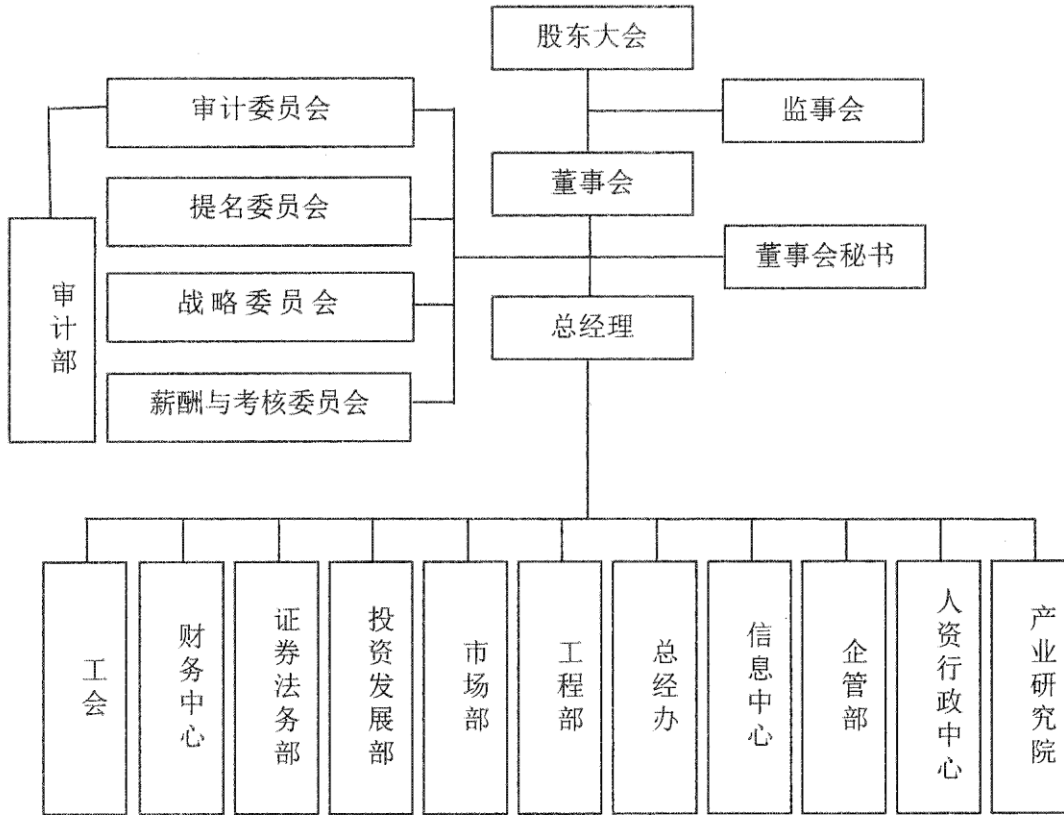 股东大会
审计委员会
监事会
提名委员会
董事会
董事会秘书
审计部
战略委员会
总经理
薪酬与考核委员会
工会
财务中心
证券法务部
投资发展部
市场部
工程部
总经办
信息中心
企管部
人资行政中心
产业研究院